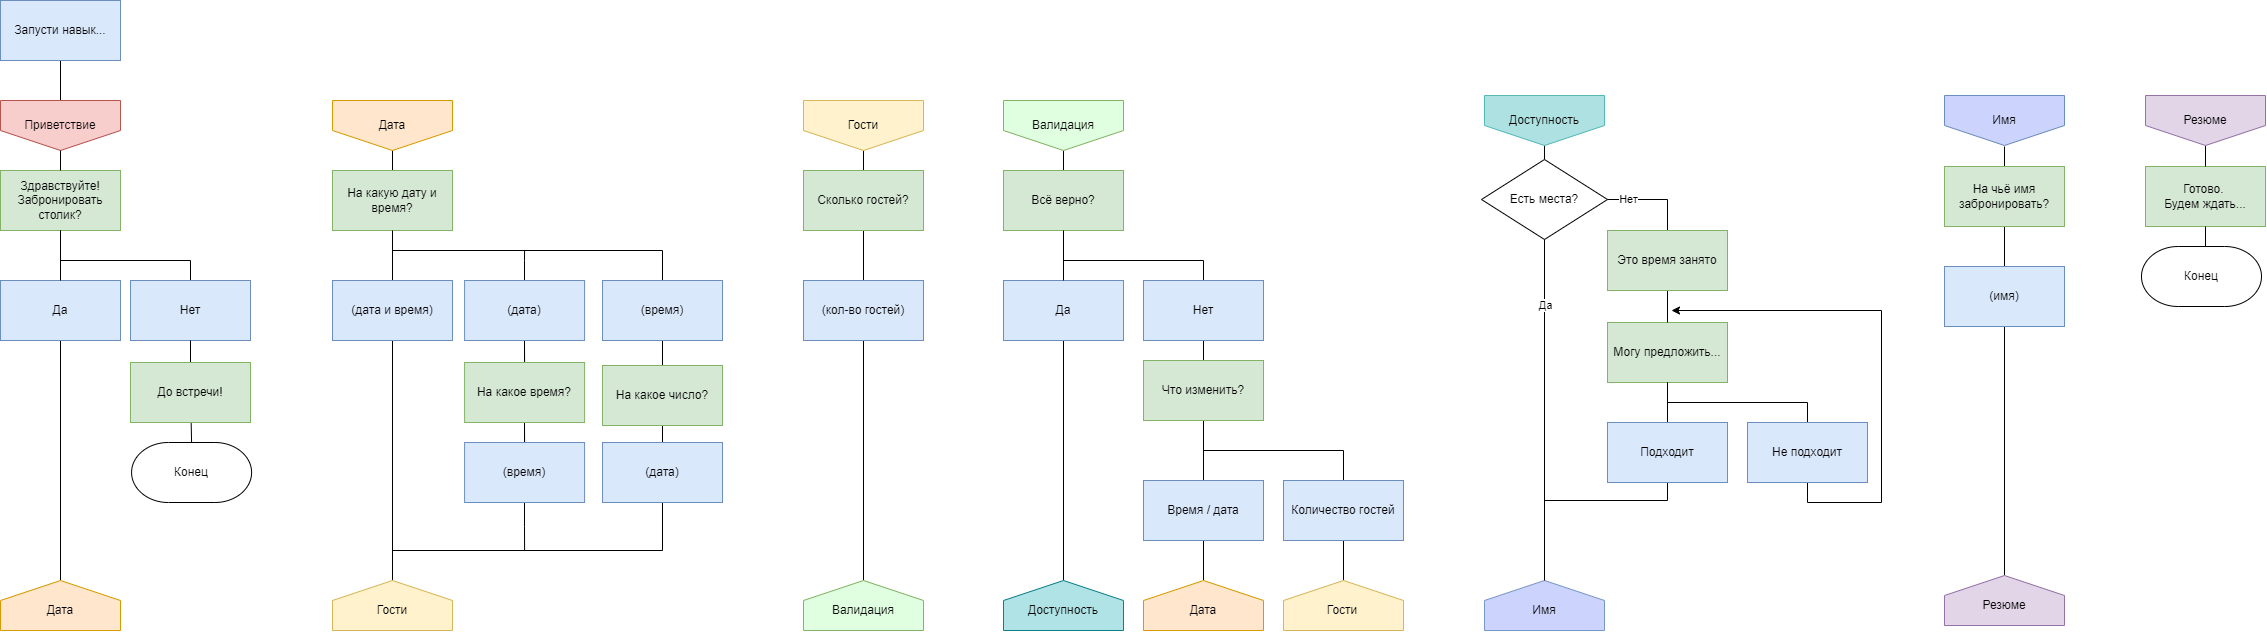 Запусти навык...
Приветствие
Здравствуйте!
Забронировать
столик?
Да
Нет
До встречи!
Конец
Дата
Дата
На какую дату и
время?
(дата и время)
(дата)
(время)
На какое время?
На какое число?
(время)
(дата)
Гости
Гости
Сколько гостей?
(кол-во гостей)
Валидация
Валидация
Всё верно?
Да
Нет
Что изменить?
Время / дата
Количество гостей
Доступность
Дата
Гости
Доступность
Есть места?
Нет
Это время занято
Да
Могу предложить...
Подходит
Не подходит
Имя
Имя
На чьё имя
забронировать?
(имя)
Резюме
Резюме
Готово.
Будем ждать...
Конец